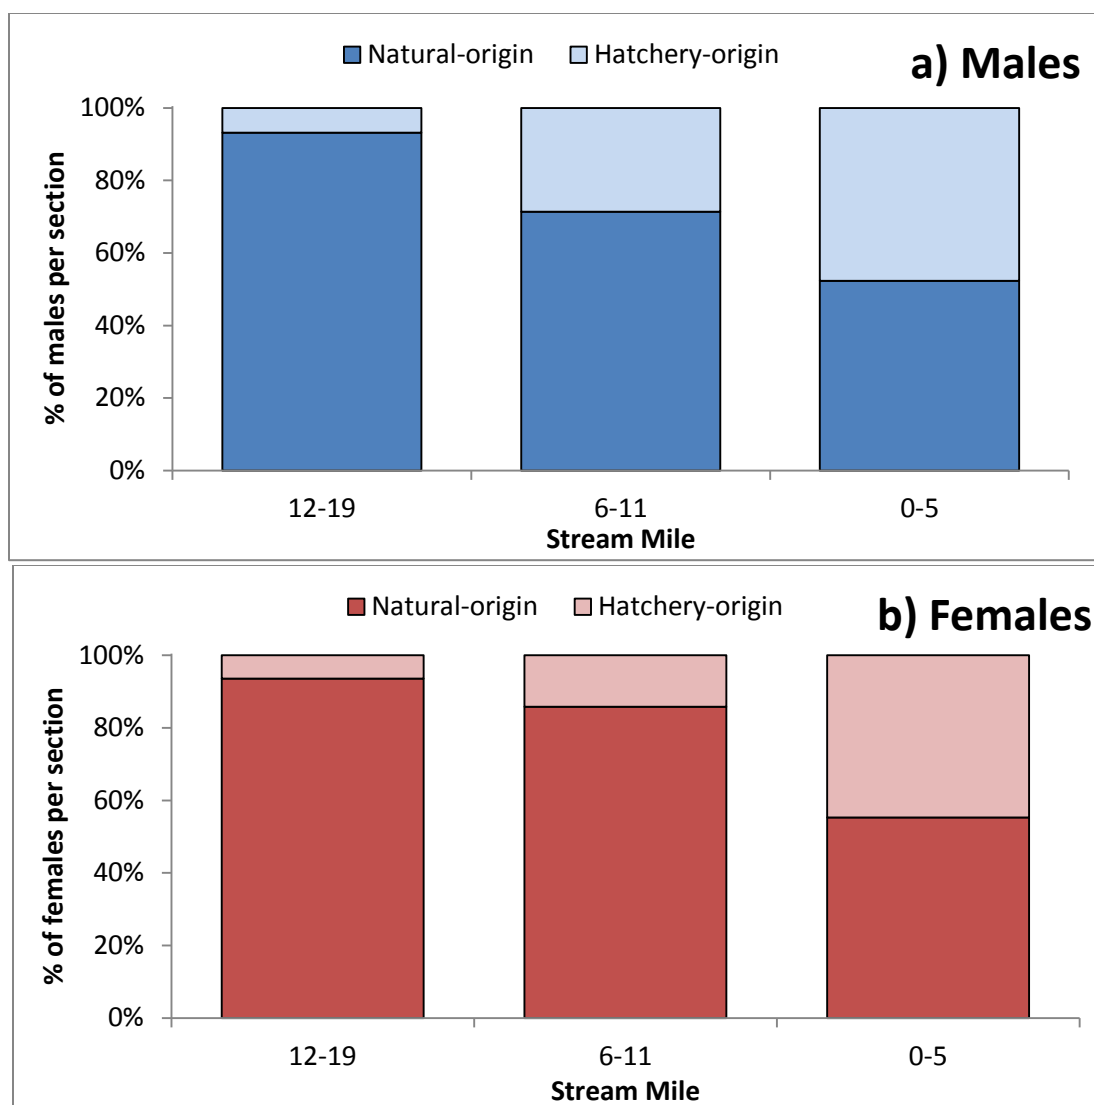 Natural-origin Hatchery-origin
a) Males
% of males per section
100%
80%
60%
40%
20%
0%
12-19 6-11 0-5
Stream Mile
Natural-origin Hatchery-origin
b) Females
% of females per section
100%
80%
60%
40%
20%
0%
12-19 6-11 0-5
Stream Mile